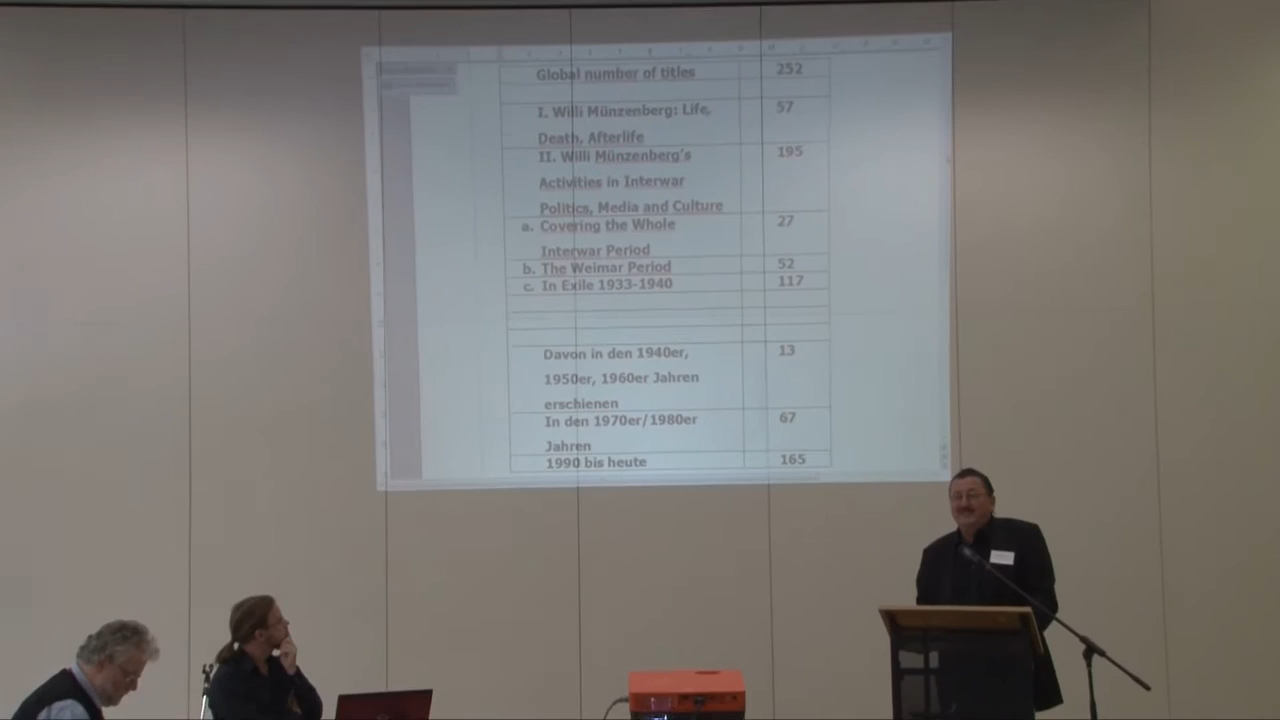 Global number of titles 252
I. Willi Münzenberg: Life, 57
Death, Afterlife
II. Willi Münzenberg's 195
Activities in Interwar
Politics, Media and Culture
a. Covering the Whole 27
Interwar Period
b. The Weimar Period 52
c. In Exile 1933-1940 117
Davon in den 1940er, 13
1950er, 1960er Jahren
erschienen
In den 1970er/1980er 67
Jahren
1990 bis heute 165